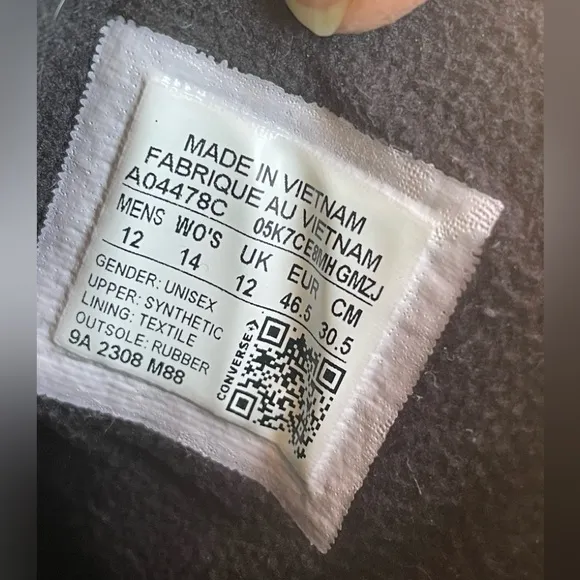 MADE IN VIETNAM
FABRIQUE AU VIETNAM
A04478C 05K7CE8MH GMZJ
MENS WO'S UK EUR CM
12 14 12 46.5 30.5
GENDER: UNISEX
UPPER: SYNTHETIC
LINING: TEXTILE
OUTSOLE: RUBBER
9A 2308 M88
CONVERSE